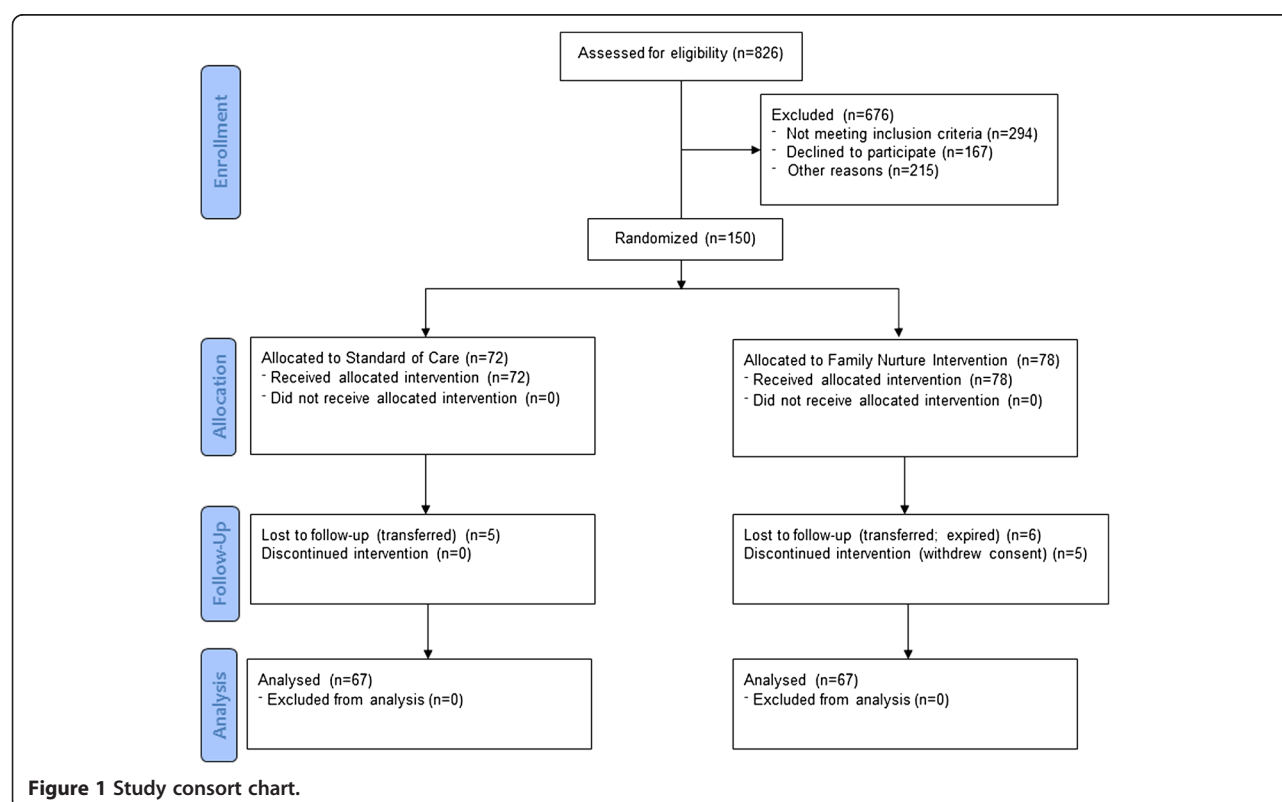 Assessed for eligibility (n=826)
Enrollment
Excluded (n=676)
- Not meeting inclusion criteria (n=294)
- Declined to participate (n=167)
- Other reasons (n=215)
Randomized (n=150)
Allocation
Allocated to Standard of Care (n=72)
- Received allocated intervention (n=72)
- Did not receive allocated intervention (n=0)
Allocated to Family Nurture Intervention (n=78)
- Received allocated intervention (n=78)
- Did not receive allocated intervention (n=0)
Follow-Up
Lost to follow-up (transferred) (n=5)
Discontinued intervention (n=0)
Lost to follow-up (transferred; expired) (n=6)
Discontinued intervention (withdrew consent) (n=5)
Analysis
Analysed (n=67)
- Excluded from analysis (n=0)
Analysed (n=67)
- Excluded from analysis (n=0)
Figure 1 Study consort chart.